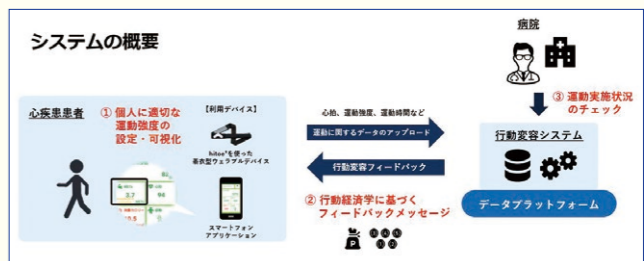 システムの概要
心疾患患者
① 個人に適切な
運動強度の
設定・可視化
【利用デバイス】
hitoe®を使った
着衣型ウェアラブルデバイス
スマートフォン
アプリケーション
心拍、運動強度、運動時間など
運動に関するデータのアップロード
行動変容フィードバック
② 行動経済学に基づく
フィードバックメッセージ
P
病院
③ 運動実施状況
のチェック
行動変容システム
データプラットフォーム